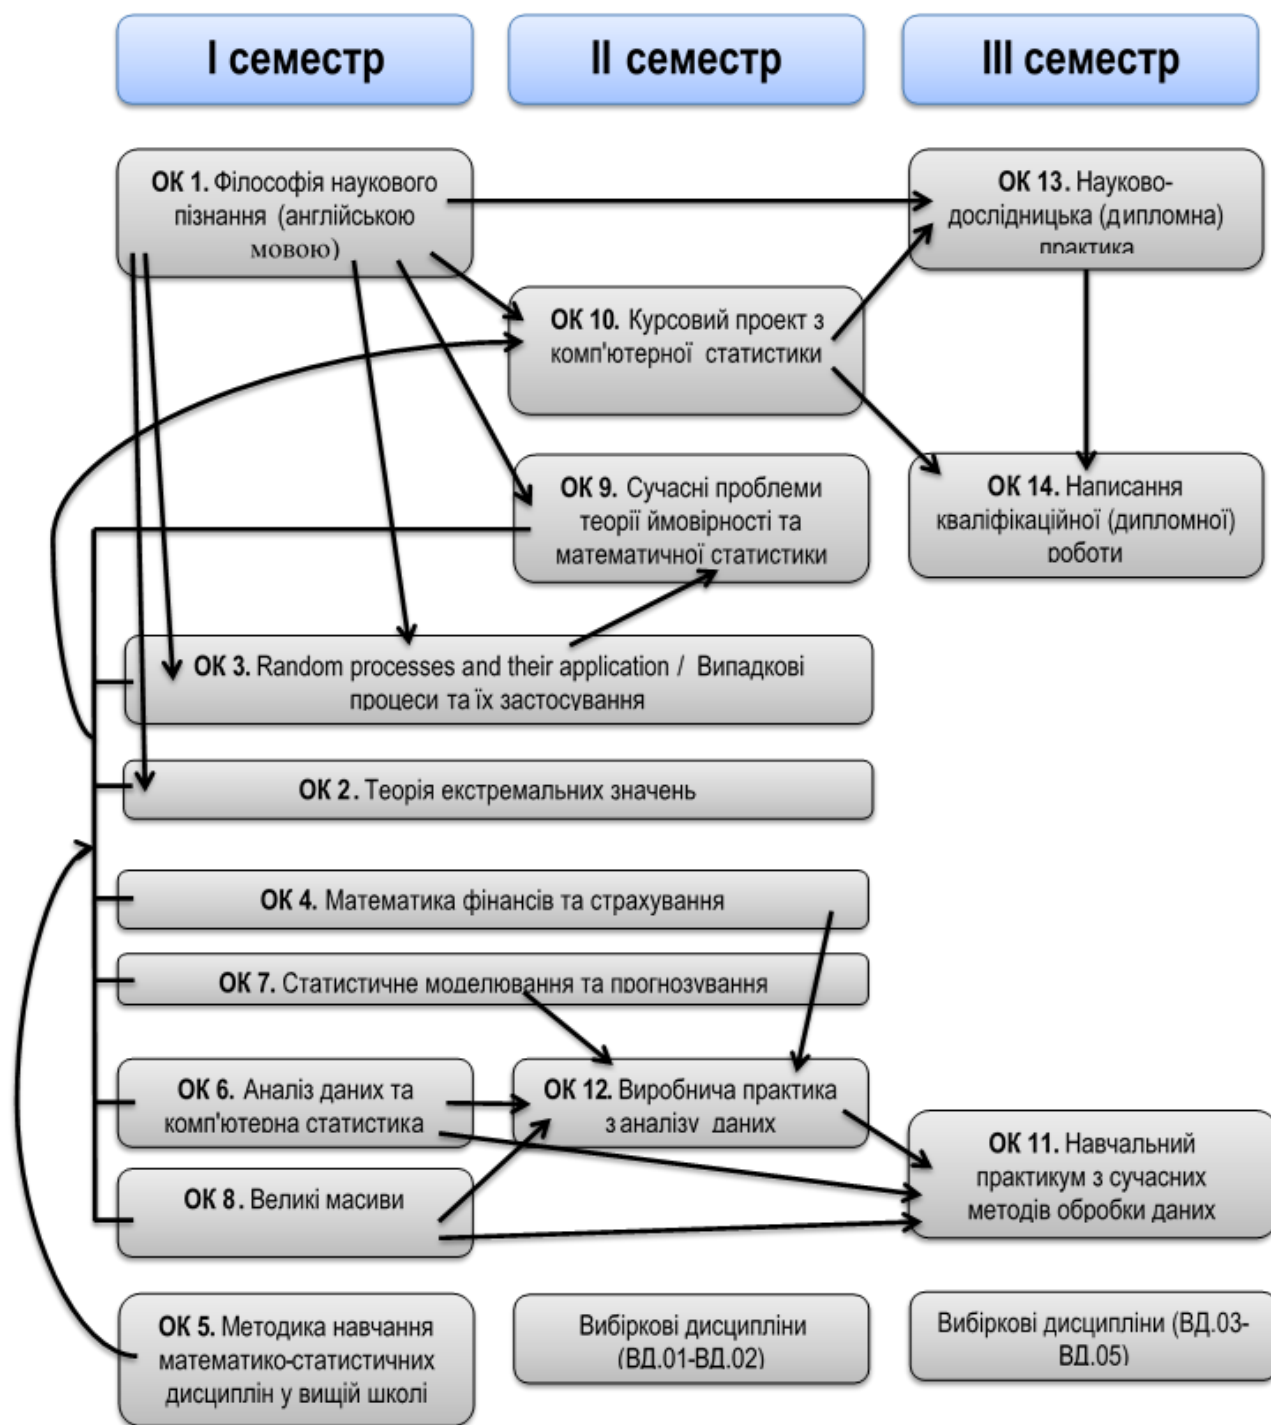 І семестр
ІІ семестр
ІІІ семестр
ОК 1. Філософія наукового
пізнання (англійською
мовою)
ОК 13. Науково-
дослідницька (дипломна)
практика
ОК 10. Курсовий проект з
комп'ютерної статистики
ОК 9. Сучасні проблеми
теорії ймовірності та
математичної статистики
ОК 14. Написання
кваліфікаційної (дипломної)
роботи
ОК 3. Random processes and their application / Випадкові
процеси та їх застосування
ОК 2. Теорія екстремальних значень
ОК 4. Математика фінансів та страхування
ОК 7. Статистичне моделювання та прогнозування
ОК 6. Аналіз даних та
комп'ютерна статистика
ОК 12. Виробнича практика
з аналізу даних
ОК 11. Навчальний
практикум з сучасних
методів обробки даних
ОК 8. Великі масиви
ОК 5. Методика навчання
математико-статистичних
дисциплін у вищій школі
Вибіркові дисципліни
(ВД.01-ВД.02)
Вибіркові дисципліни (ВД.03-
ВД.05)